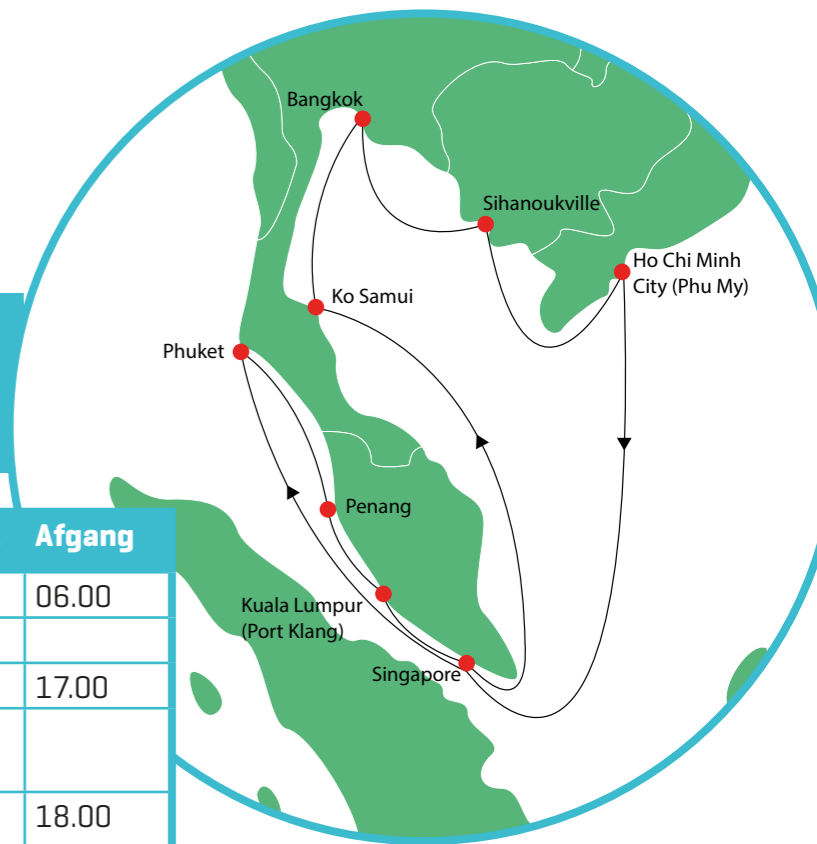 Bangkok
Sihanoukville
Ho Chi Minh
City (Phu My)
Ko Samui
Phuket
Penang
Kuala Lumpur
(Port Klang)
Singapore
Afgang
06.00
17.00
18.00